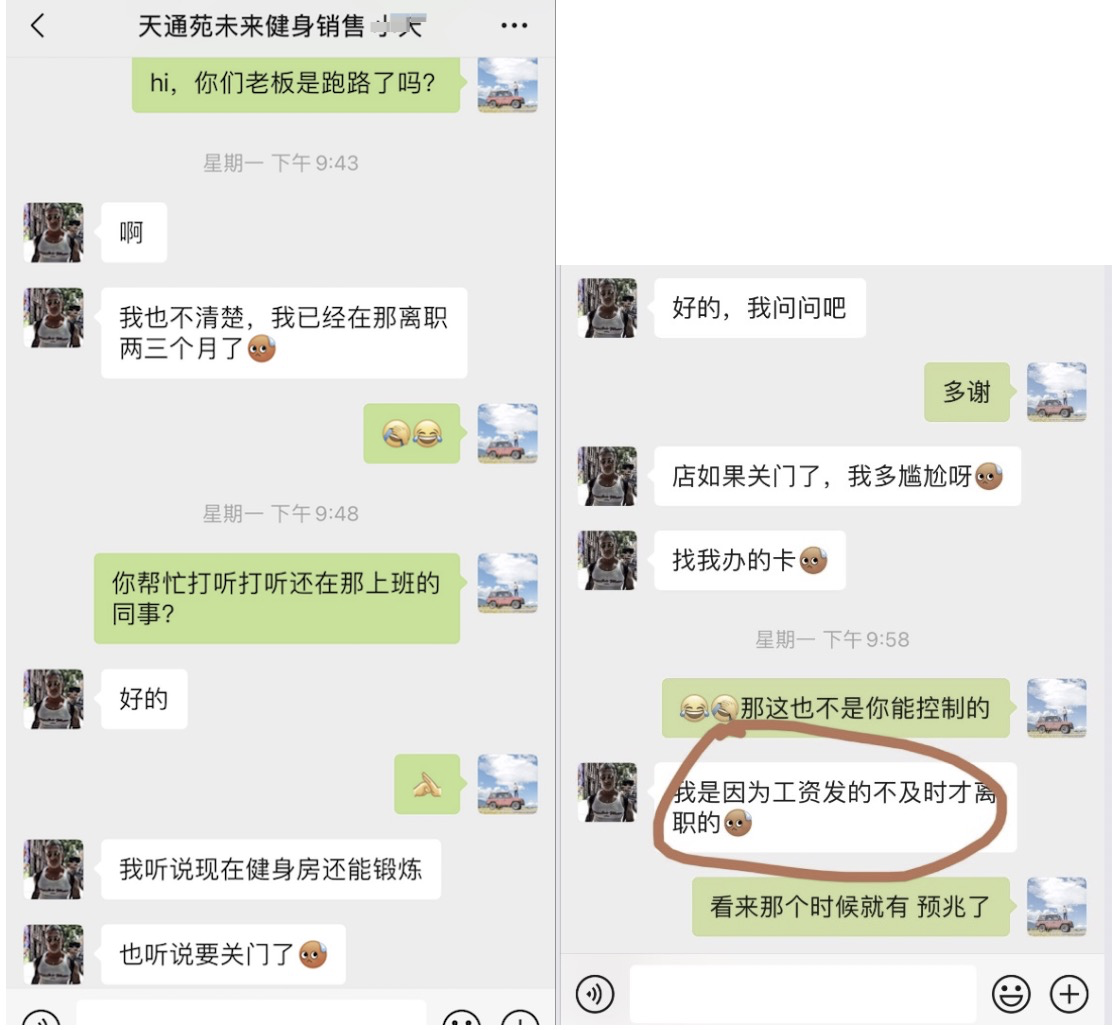 天通苑未来健身销售
hi，你们老板是跑路了吗？
星期一 下午9:43
啊
我也不清楚，我已经在那离职
两三个月了
星期一 下午9:48
你帮忙打听打听还在那上班的
同事？
好的
我听说现在健身房还能锻炼
也听说要关门了
好的，我问问吧
多谢
店如果关门了，我多尴尬呀
找我办的卡
星期一 下午9:58
那这也不是你能控制的
我是因为工资发的不及时才离
职的
看来那个时候就有 预兆了